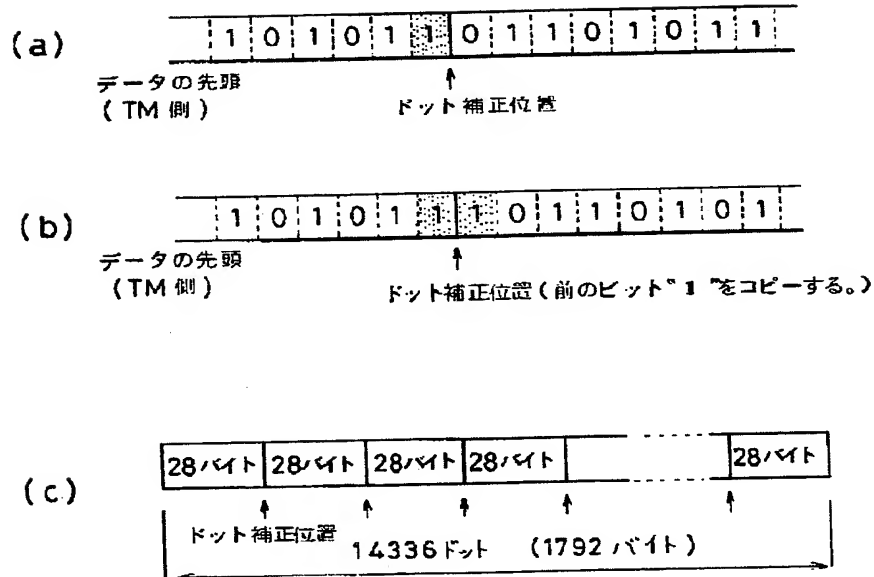 (a)
1 0 1 0 1 1 0 1 1 0 1 0 1 1
データの先頭
(TM側)
ドット補正位置
(b)
1 0 1 0 1 1 1 0 1 1 0 1 0 1
データの先頭
(TM側)
ドット補正位置(前のビット“1”をコピーする。)
(c)
28バイト 28バイト 28バイト 28バイト 28バイト
ドット補正位置
14336ドット (1792バイト)